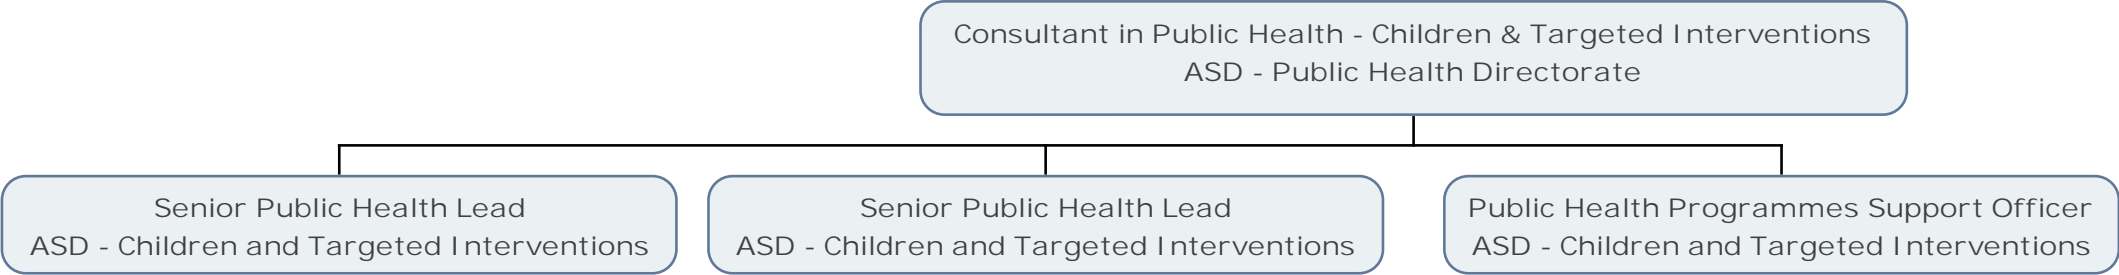 Consultant in Public Health - Children & Targeted Interventions
ASD - Public Health Directorate
Senior Public Health Lead
ASD - Children and Targeted Interventions
Senior Public Health Lead
ASD - Children and Targeted Interventions
Public Health Programmes Support Officer
ASD - Children and Targeted Interventions